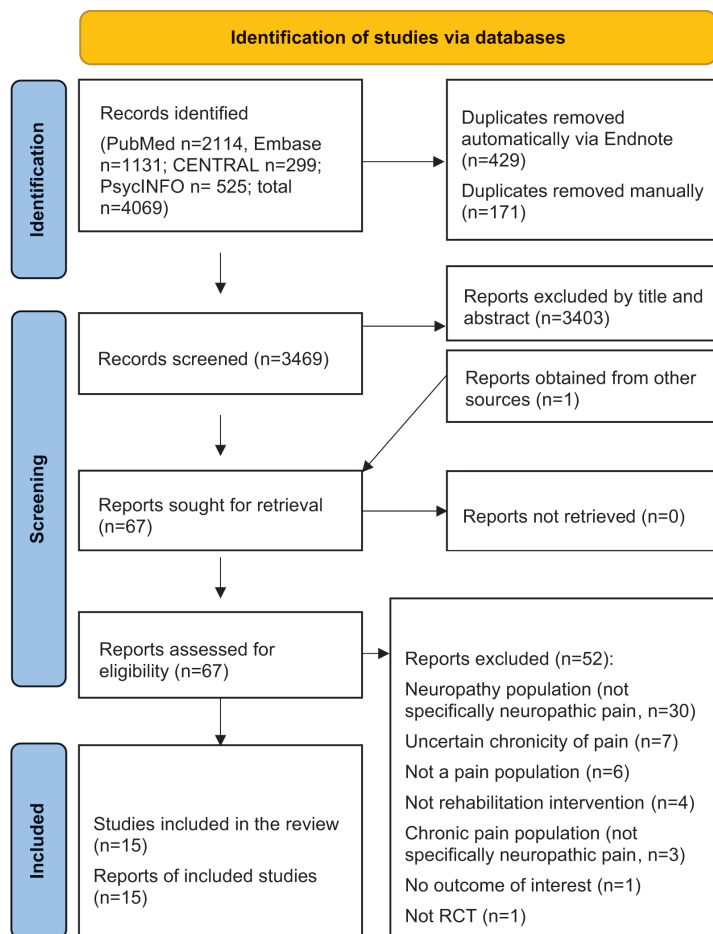 Identification of studies via databases
Identification
Records identified
(PubMed n=2114, Embase
n=1131; CENTRAL n=299;
PsycINFO n= 525; total
n=4069)
Duplicates removed
automatically via Endnote
(n=429)
Duplicates removed manually
(n=171)
Screening
Records screened (n=3469)
Reports excluded by title and
abstract (n=3403)
Reports obtained from other
sources (n=1)
Reports sought for retrieval
(n=67)
Reports not retrieved (n=0)
Reports assessed for
eligibility (n=67)
Reports excluded (n=52):
Neuropathy population (not
specifically neuropathic pain, n=30)
Uncertain chronicity of pain (n=7)
Not a pain population (n=6)
Not rehabilitation intervention (n=4)
Chronic pain population (not
specifically neuropathic pain, n=3)
No outcome of interest (n=1)
Not RCT (n=1)
Included
Studies included in the review
(n=15)
Reports of included studies
(n=15)